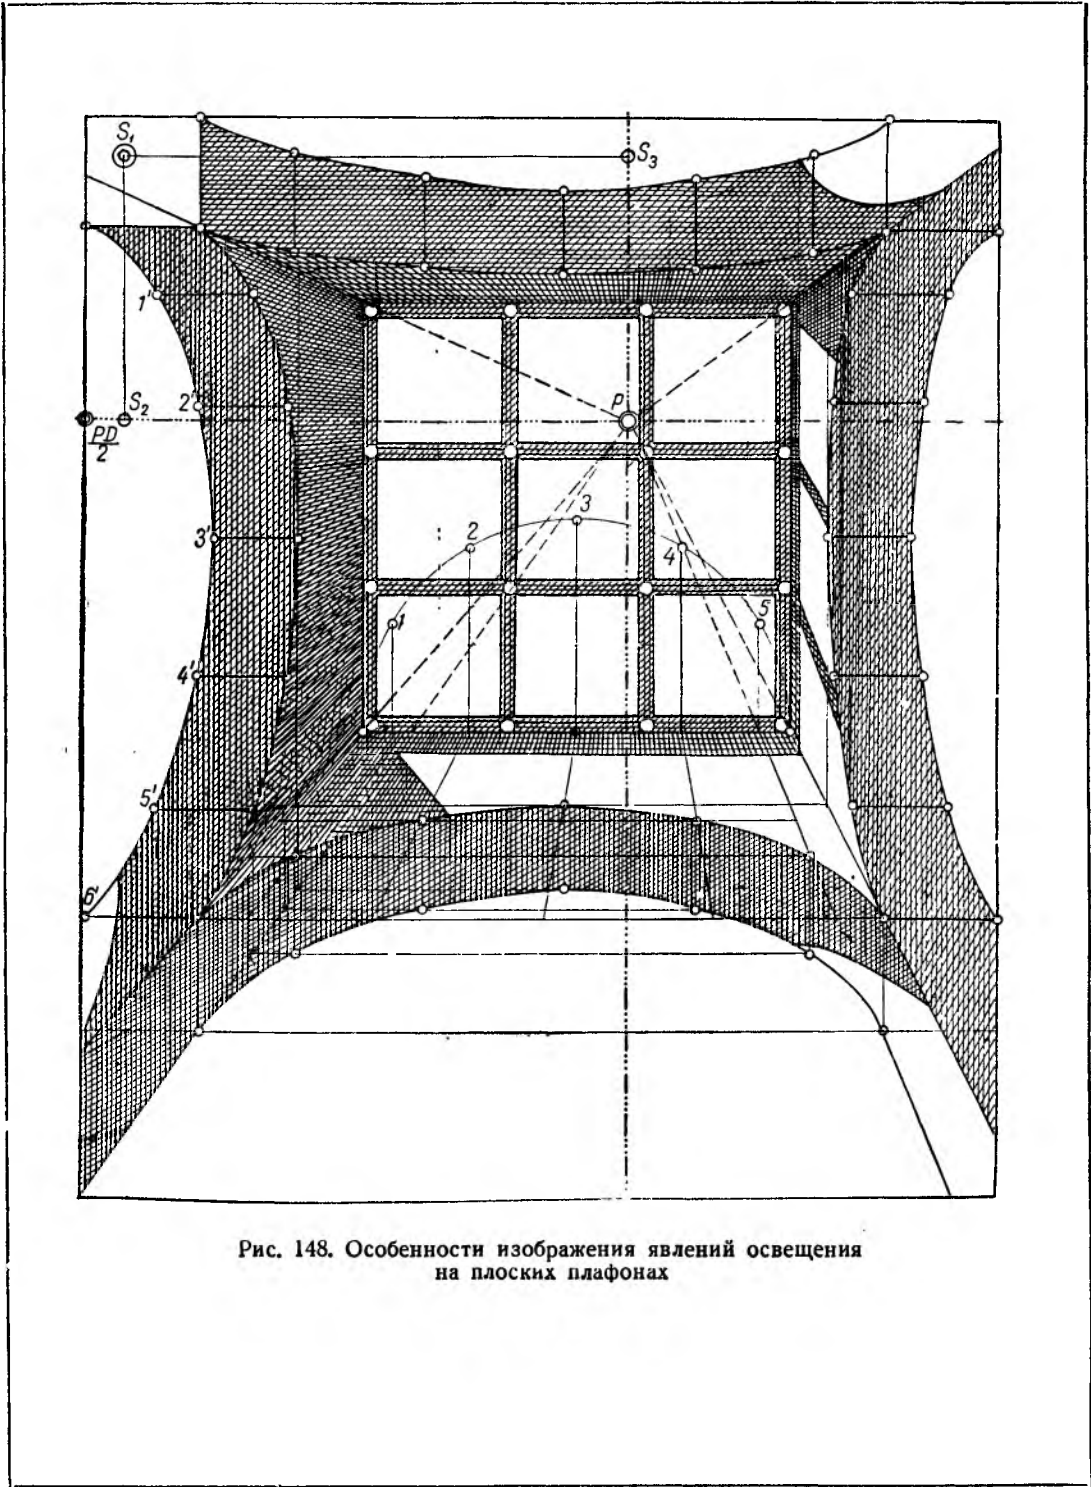 S₁
S₃
1'
P
2'
S₂
PD
2
3
2
3'
4
5
1
4'
5'
6'
Рис. 148. Особенности изображения явлений освещения
на плоских плафонах